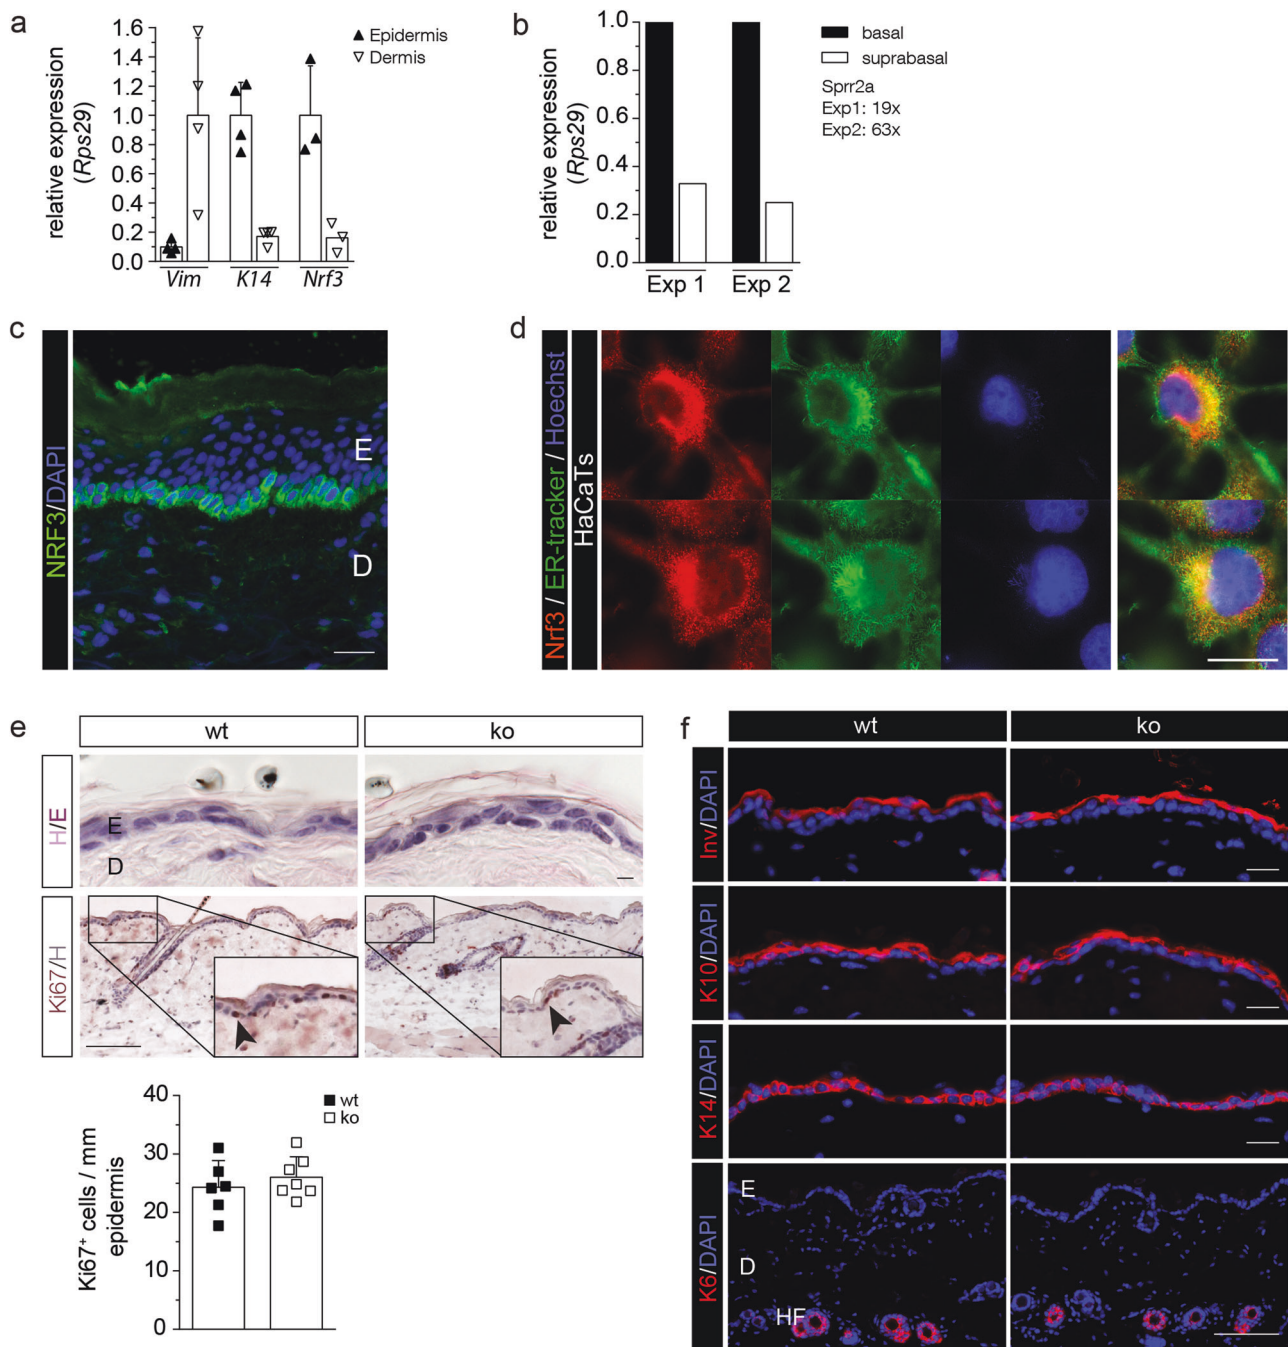 a
relative expression
(Rps29)
1.6
1.4
1.2
1.0
0.8
0.6
0.4
0.2
0.0
Vim
K14
Nrf3
▲ Epidermis
▽ Dermis
b
relative expression
(Rps29)
1.0
0.8
0.6
0.4
0.2
0.0
Exp 1
Exp 2
basal
suprabasal
Sprr2a
Exp1: 19x
Exp2: 63x
c
NRF3/DAPI
E
D
d
Nrf3 / ER-tracker / Hoechst
HaCaTs
e
wt
ko
H/E
E
D
Ki67/H
Ki67⁺ cells / mm
epidermis
40
30
20
10
0
wt
ko
f
wt
ko
Inv/DAPI
K10/DAPI
K14/DAPI
K6/DAPI
E
D
HF